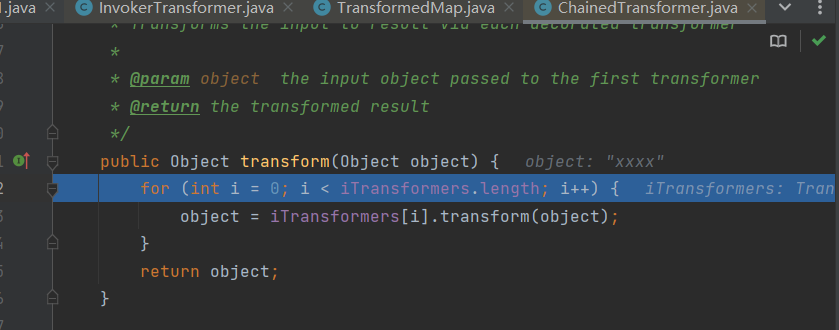 .java InvokerTransformer.java TransformedMap.java ChainedTransformer.java
* Transforms the input to result via each decorated transformer
*
* @param object  the input object passed to the first transformer
* @return the transformed result
*/
public Object transform(Object object) {   object: "xxxx"
for (int i = 0; i < iTransformers.length; i++) {   iTransformers: Tran
object = iTransformers[i].transform(object);
}
return object;
}